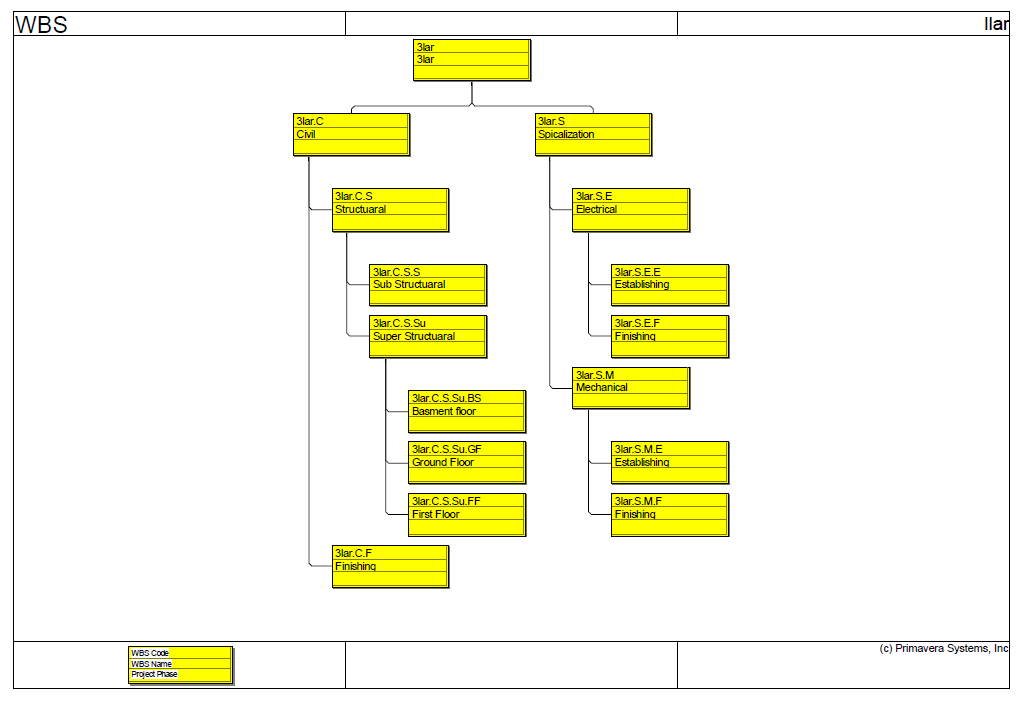 WBS
llar
3lar
3lar
3lar.C
Civil
3lar.S
Spicalization
3lar.C.S
Structuaral
3lar.S.E
Electrical
3lar.C.S.S
Sub Structuaral
3lar.S.E.E
Establishing
3lar.C.S.Su
Super Structuaral
3lar.S.E.F
Finishing
3lar.S.M
Mechanical
3lar.C.S.Su.BS
Basment floor
3lar.C.S.Su.GF
Ground Floor
3lar.S.M.E
Establishing
3lar.C.S.Su.FF
First Floor
3lar.S.M.F
Finishing
3lar.C.F
Finishing
WBS Code
WBS Name
Project Phase
(c) Primavera Systems, Inc